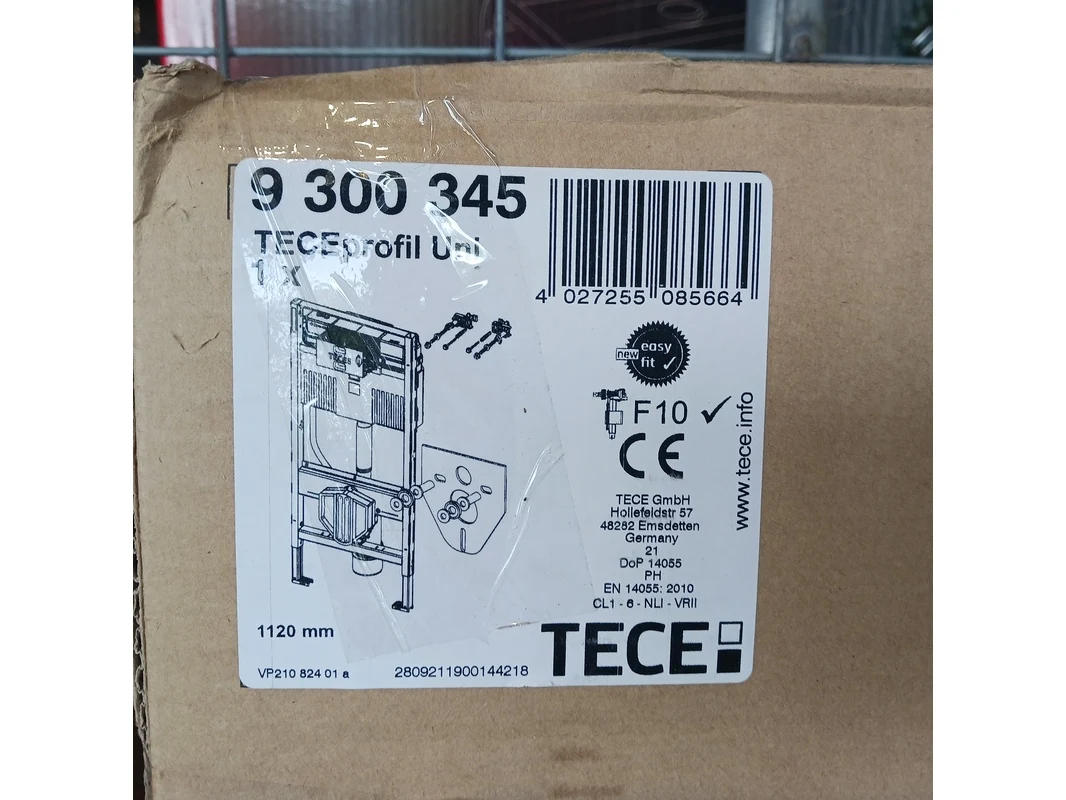 9 300 345
TECEprofil Uni
1 x
4 027255 085664
new easy fit
F10
CE
www.tece.info
TECE GmbH
Hollefeldstr 57
48282 Emsdetten
Germany
21
DoP 14055
PH
EN 14055: 2010
CL1 - 6 - NLI - VRII
1120 mm
VP210 824 01 a
2809211900144218
TECE